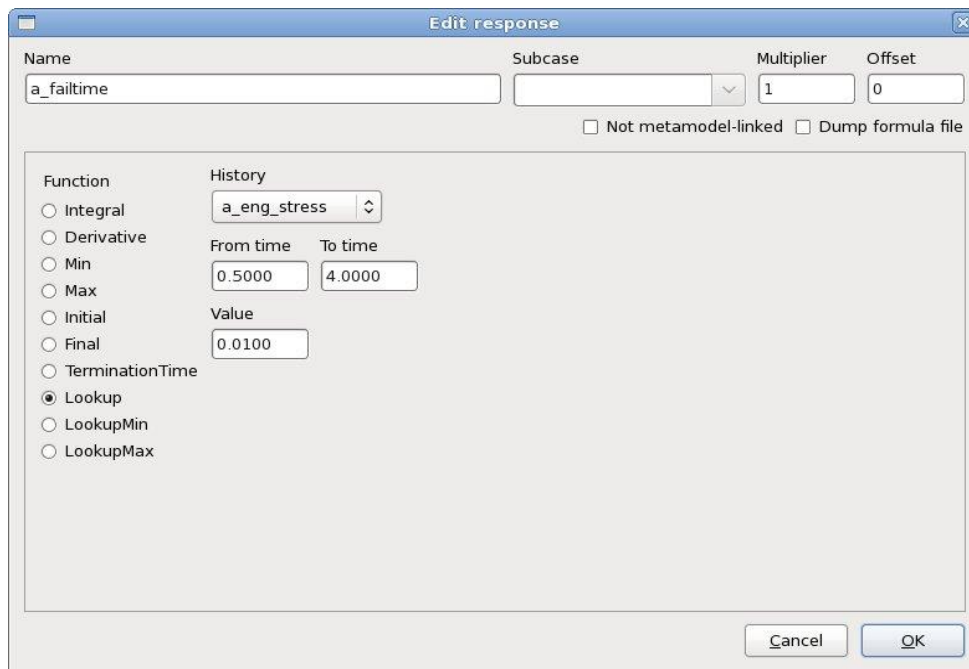 Edit response
Name Subcase Multiplier Offset
a_failtime 1 0
Not metamodel-linked Dump formula file
Function History
Integral a_eng_stress
Derivative From time To time
Min 0.5000 4.0000
Max
Initial Value
Final 0.0100
TerminationTime
Lookup
LookupMin
LookupMax
Cancel OK